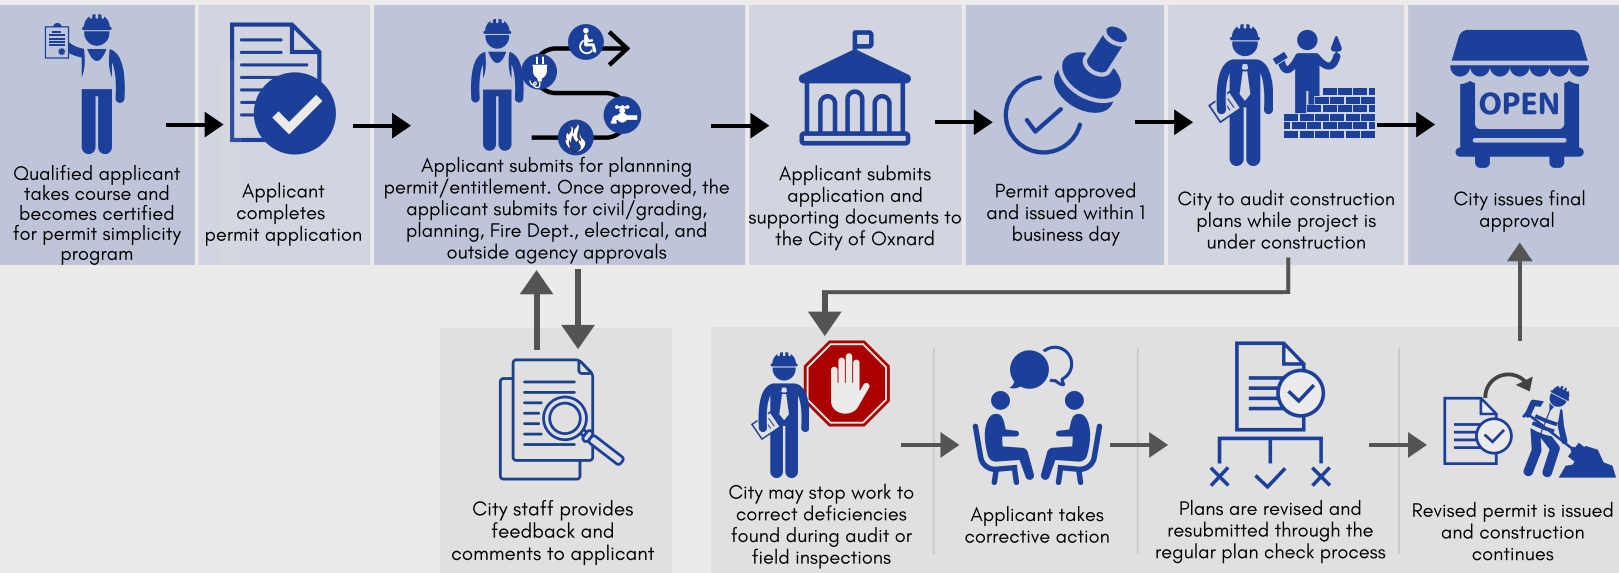 Qualified applicant
takes course and
becomes certified
for permit simplicity
program
Applicant
completes
permit application
Applicant submits for plannning
permit/entitlement. Once approved, the
applicant submits for civil/grading,
planning, Fire Dept., electrical, and
outside agency approvals
Applicant submits
application and
supporting documents to
the City of Oxnard
Permit approved
and issued within 1
business day
City to audit construction
plans while project is
under construction
OPEN
City issues final
approval
City staff provides
feedback and
comments to applicant
City may stop work to
correct deficiencies
found during audit or
field inspections
Applicant takes
corrective action
Plans are revised and
resubmitted through the
regular plan check process
Revised permit is issued
and construction
continues